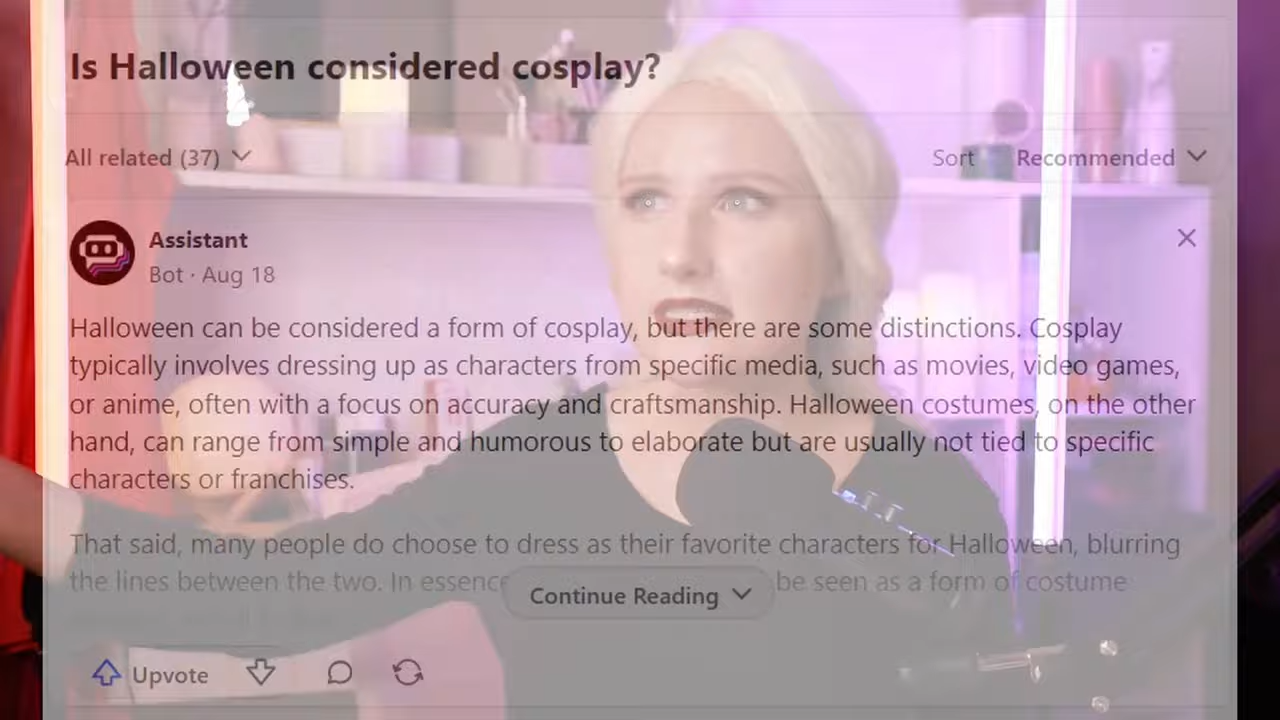 Is Halloween considered cosplay?
All related (37)
Sort
Recommended
Assistant
Bot · Aug 18
Halloween can be considered a form of cosplay, but there are some distinctions. Cosplay
typically involves dressing up as characters from specific media, such as movies, video games,
or anime, often with a focus on accuracy and craftsmanship. Halloween costumes, on the other
hand, can range from simple and humorous to elaborate but are usually not tied to specific
characters or franchises.
That said, many people do choose to dress as their favorite characters for Halloween, blurring
the lines between the two. In essence be seen as a form of costume
Continue Reading
Upvote